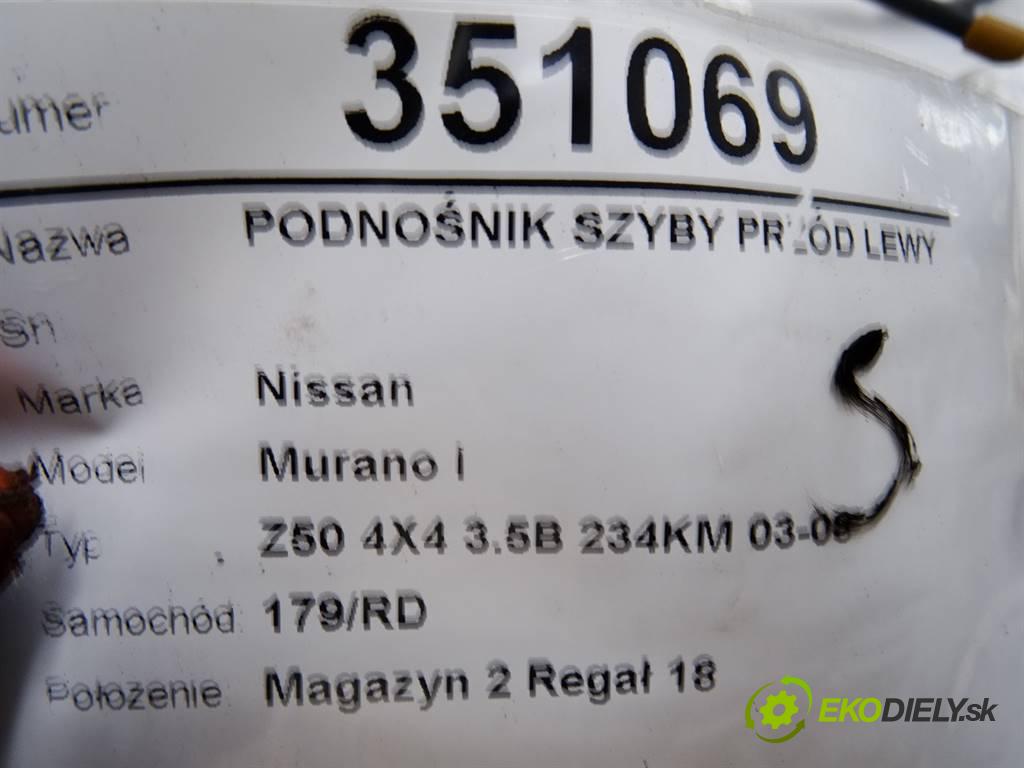 umer 351069
Nazwa PODNOŚNIK SZYBY PRZÓD LEWY
sn
Marka Nissan
Model Murano I
Typ Z50 4X4 3.5B 234KM 03-08
Samochód 179/RD
Położenie Magazyn 2 Regał 18
S
EKODIELY.sk